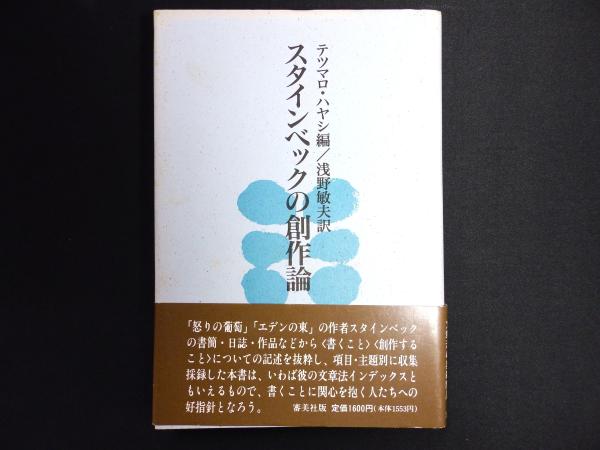 テツマロ・ハヤシ編／浅野敏夫訳
スタインベックの創作論
「怒りの葡萄」「エデンの東」の作者スタインベック
の書簡・日誌・作品などから〈書くこと〉〈創作する
こと〉についての記述を抜粋し、項目・主題別に収集
採録した本書は、いわば彼の文章法インデックスと
もいえるもので、書くことに関心を抱く人たちへの
好指針となろう。
審美社版 定価1600円(本体1553円)